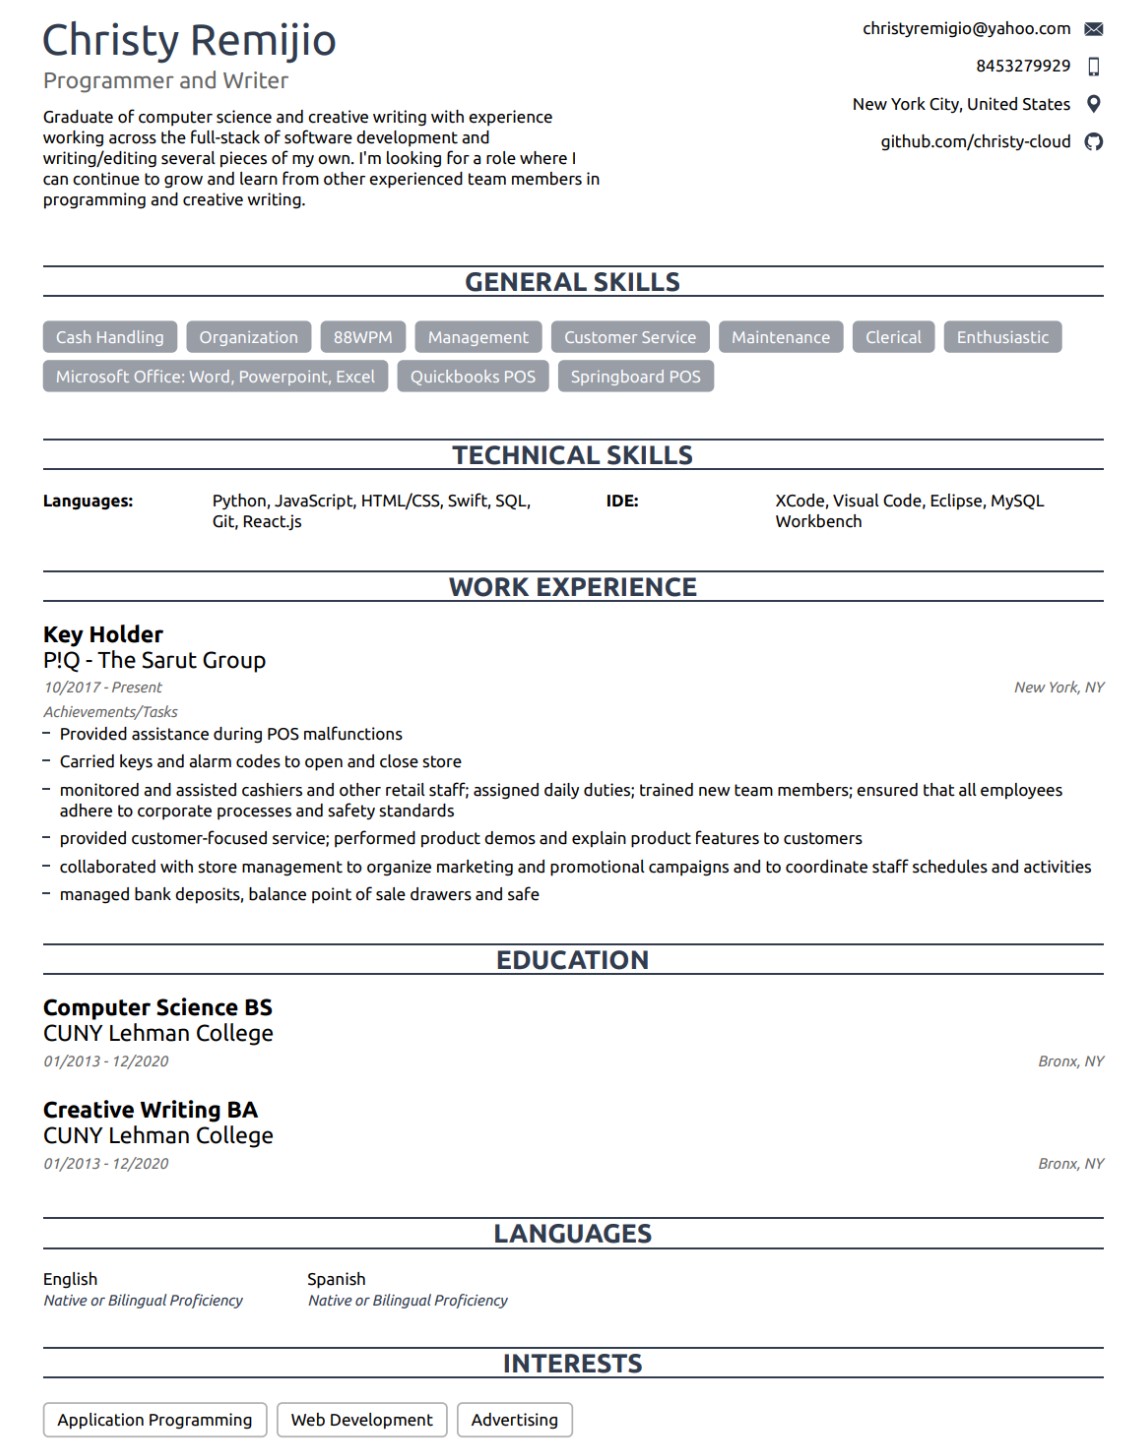 Christy Remijio
Programmer and Writer
Graduate of computer science and creative writing with experience
working across the full-stack of software development and
writing/editing several pieces of my own. I'm looking for a role where I
can continue to grow and learn from other experienced team members in
programming and creative writing.
christyremigio@yahoo.com
8453279929
New York City, United States
github.com/christy-cloud
GENERAL SKILLS
Cash Handling Organization 88WPM Management Customer Service Maintenance Clerical Enthusiastic
Microsoft Office: Word, Powerpoint, Excel Quickbooks POS Springboard POS
TECHNICAL SKILLS
Languages: Python, JavaScript, HTML/CSS, Swift, SQL,
Git, React.js
IDE: XCode, Visual Code, Eclipse, MySQL
Workbench
WORK EXPERIENCE
Key Holder
P!Q - The Sarut Group
10/2017 - Present New York, NY
Achievements/Tasks
– Provided assistance during POS malfunctions
– Carried keys and alarm codes to open and close store
– monitored and assisted cashiers and other retail staff; assigned daily duties; trained new team members; ensured that all employees
adhere to corporate processes and safety standards
– provided customer-focused service; performed product demos and explain product features to customers
– collaborated with store management to organize marketing and promotional campaigns and to coordinate staff schedules and activities
– managed bank deposits, balance point of sale drawers and safe
EDUCATION
Computer Science BS
CUNY Lehman College
01/2013 - 12/2020 Bronx, NY
Creative Writing BA
CUNY Lehman College
01/2013 - 12/2020 Bronx, NY
LANGUAGES
English Spanish
Native or Bilingual Proficiency Native or Bilingual Proficiency
INTERESTS
Application Programming Web Development Advertising